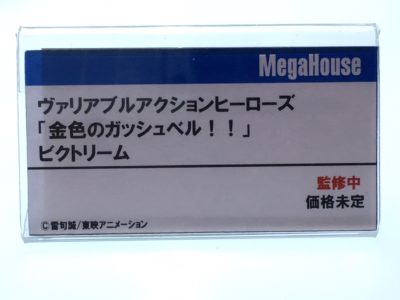 MegaHouse
ヴァリアブルアクションヒーローズ
「金色のガッシュベル！！」
ビクトリーム
監修中
価格未定
©雷句誠/東映アニメーション